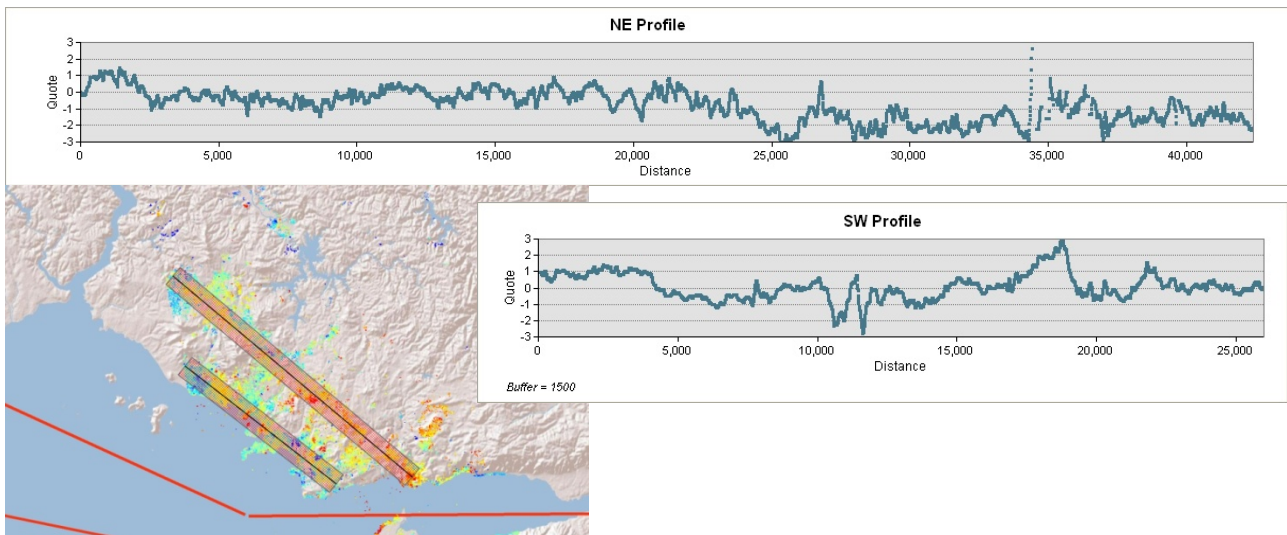 NE Profile
Quote
3
2
1
0
-1
-2
-3
0 5,000 10,000 15,000 20,000 25,000 30,000 35,000 40,000
Distance
SW Profile
Quote
3
2
1
0
-1
-2
-3
0 5,000 10,000 15,000 20,000 25,000
Distance
Buffer = 1500